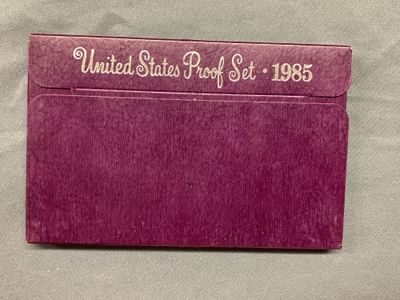 United States Proof Set · 1985